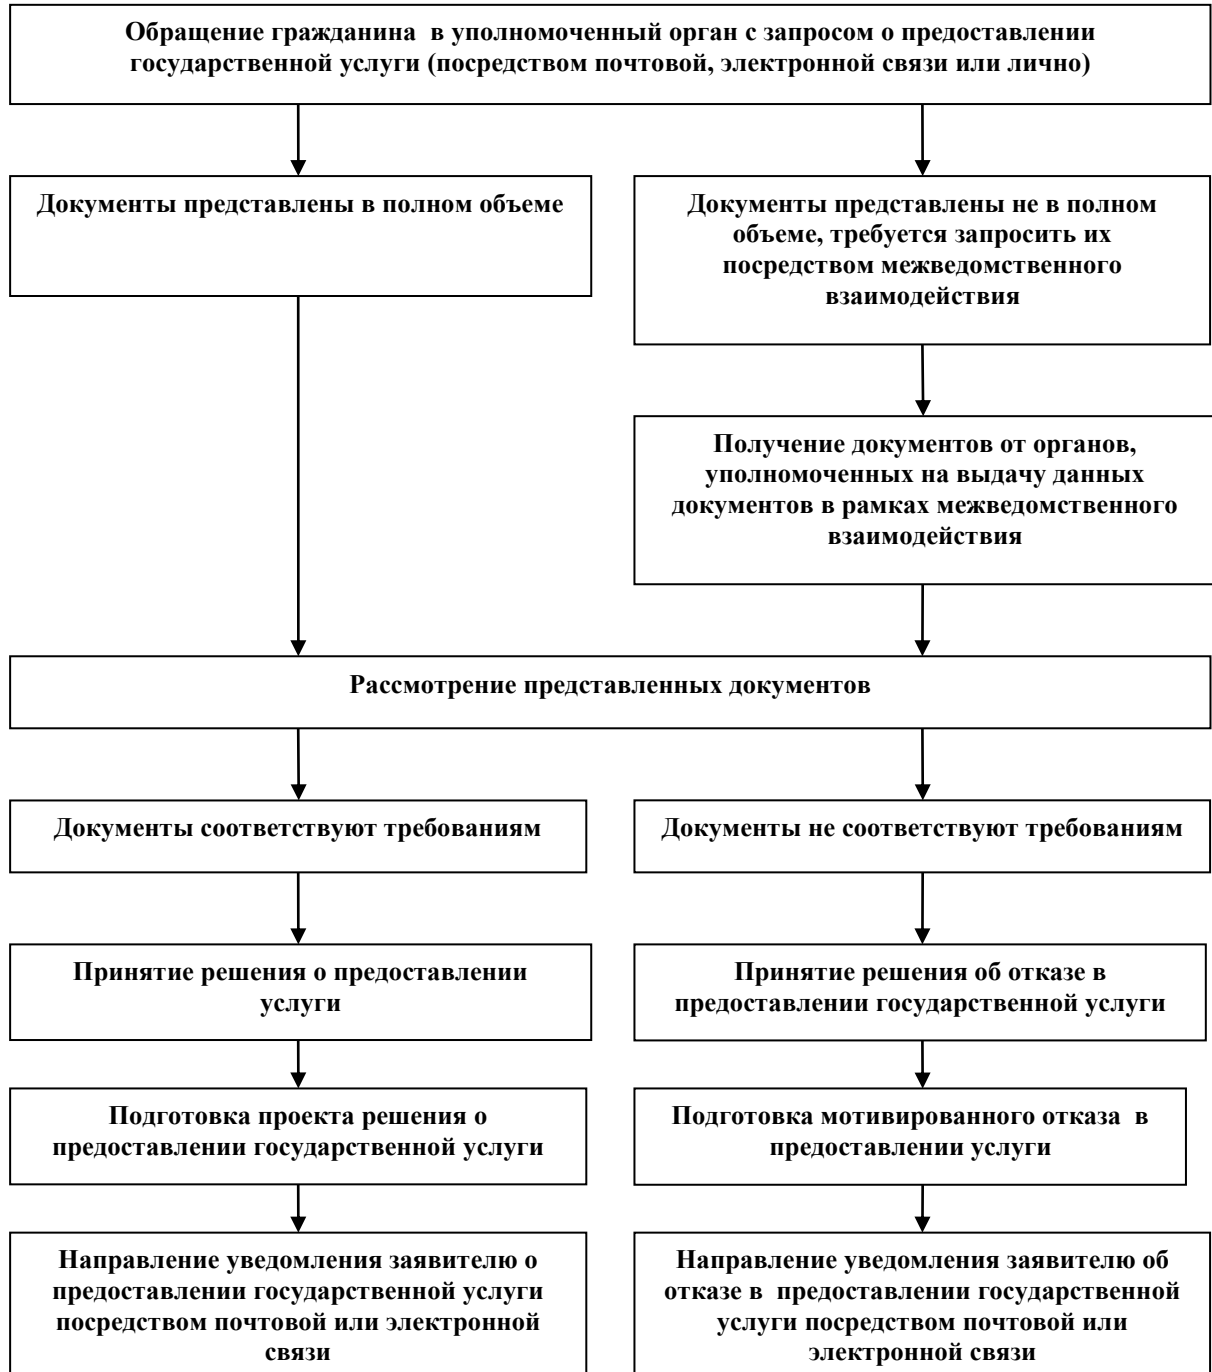 Обращение гражданина  в уполномоченный орган с запросом о предоставлении
государственной услуги (посредством почтовой, электронной связи или лично)
Документы представлены в полном объеме
Документы представлены не в полном
объеме, требуется запросить их
посредством межведомственного
взаимодействия
Получение документов от органов,
уполномоченных на выдачу данных
документов в рамках межведомственного
взаимодействия
Рассмотрение представленных документов
Документы соответствуют требованиям
Документы не соответствуют требованиям
Принятие решения о предоставлении
услуги
Принятие решения об отказе в
предоставлении государственной услуги
Подготовка проекта решения о
предоставлении государственной услуги
Подготовка мотивированного отказа  в
предоставлении услуги
Направление уведомления заявителю о
предоставлении государственной услуги
посредством почтовой или электронной
связи
Направление уведомления заявителю об
отказе в  предоставлении государственной
услуги посредством почтовой или
электронной связи